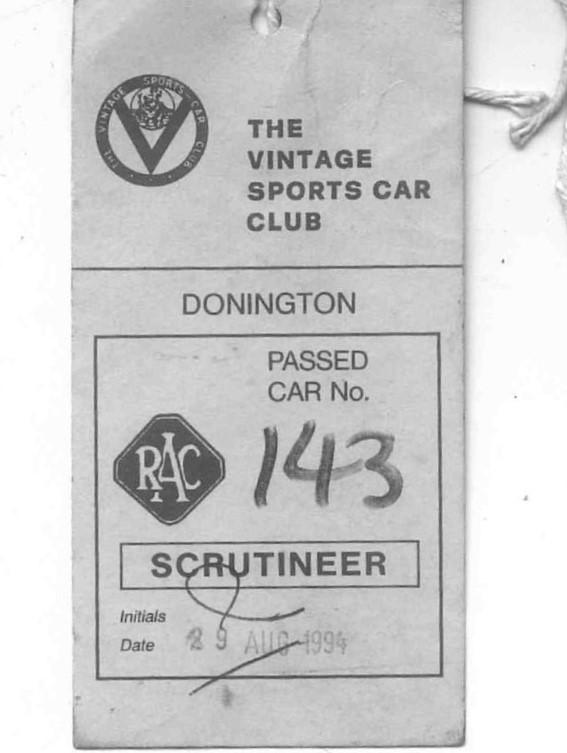 THE VINTAGE SPORTS-CAR CLUB
THE
VINTAGE
SPORTS CAR
CLUB
DONINGTON
PASSED
CAR No.
RAC
143
SCRUTINEER
Initials
Date 29 AUG 1994